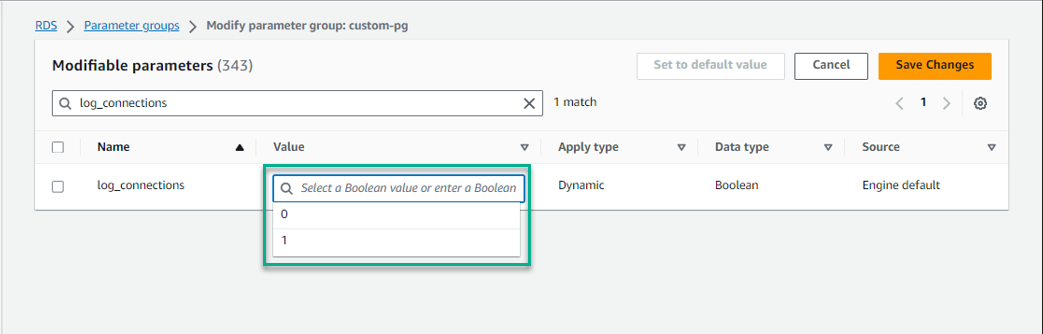 RDS > Parameter groups > Modify parameter group: custom-pg
Modifiable parameters (343)
Set to default value
Cancel
Save Changes
log_connections
1 match
1
Name
Value
Apply type
Data type
Source
log_connections
Select a Boolean value or enter a Boolean
Dynamic
Boolean
Engine default
0
1